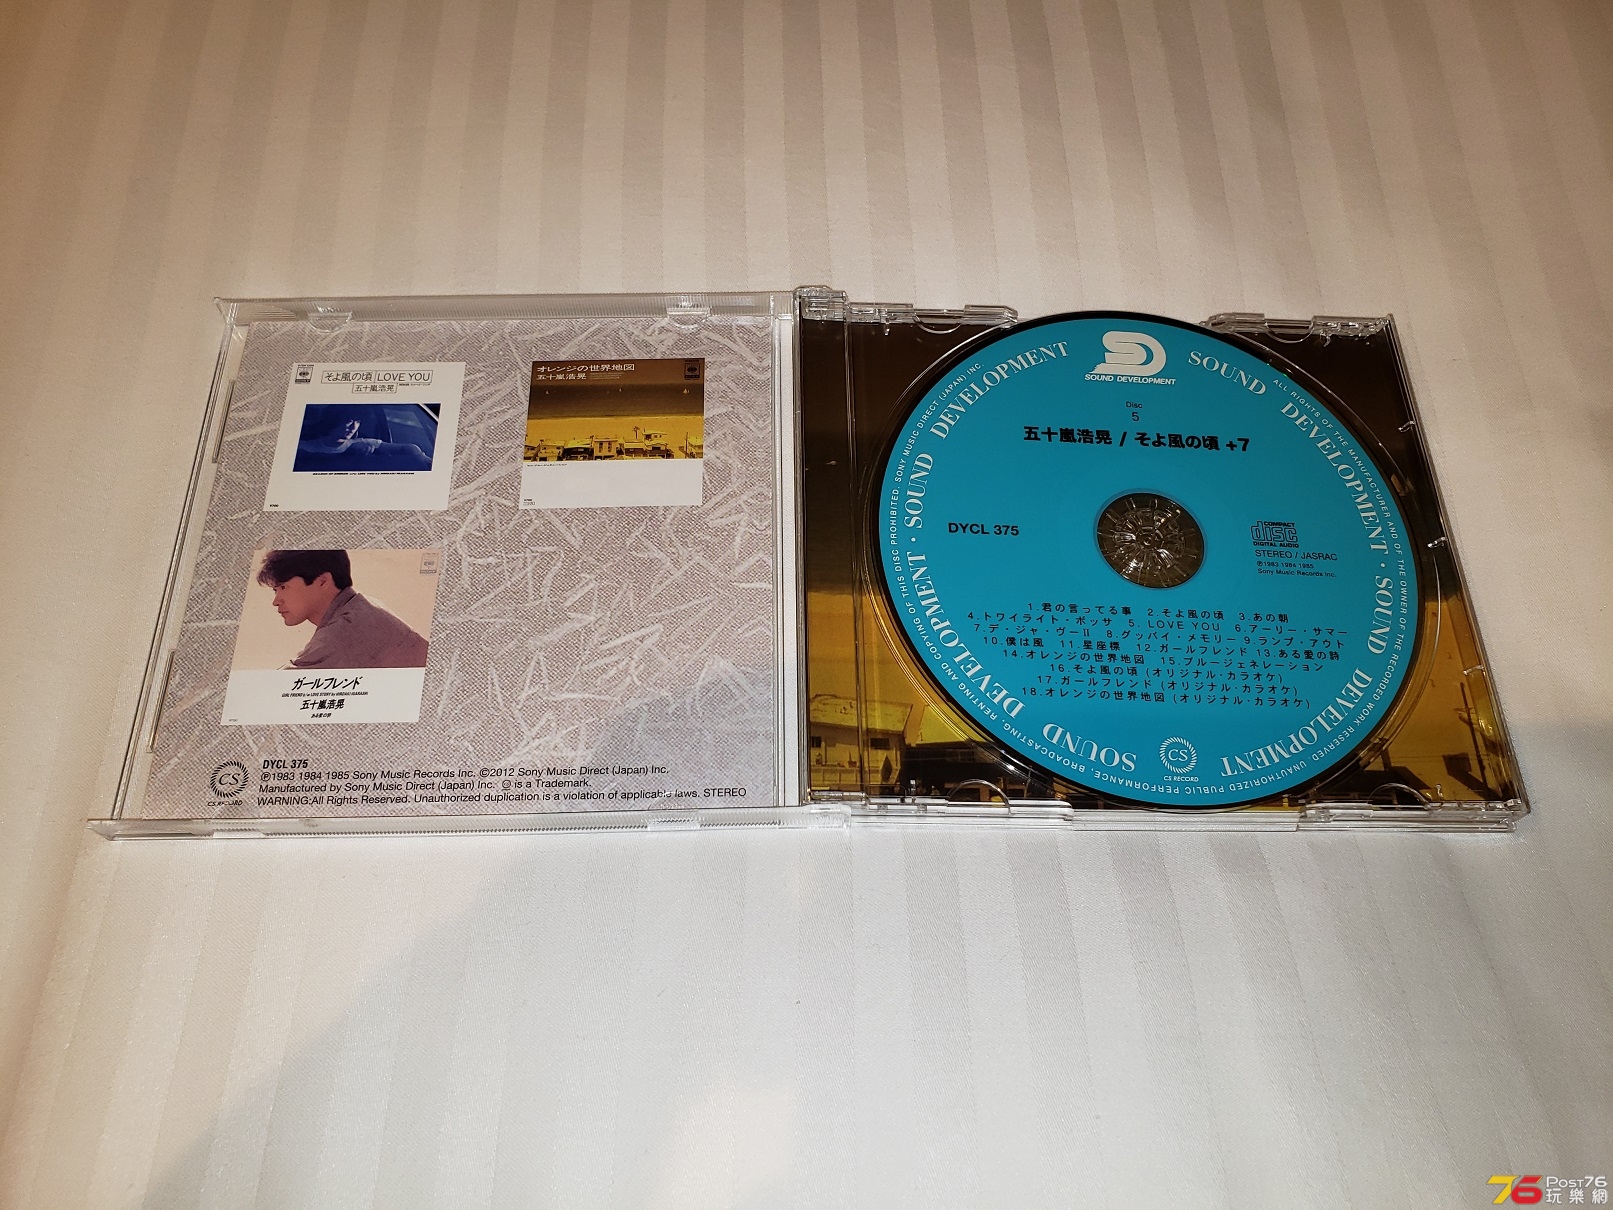 そよ風の頃 LOVE YOU
五十嵐浩晃
オレンジの世界地図
五十嵐浩晃
ガールフレンド
五十嵐浩晃
ある愛の詩
DYCL 375
CS RECORD
Ⓟ1983 1984 1985 Sony Music Records Inc. ©2012 Sony Music Direct (Japan) Inc.
Manufactured by Sony Music Direct (Japan) Inc. is a Trademark.
WARNING:All Rights Reserved. Unauthorized duplication is a violation of applicable laws. STEREO
SOUND DEVELOPMENT
Disc
5
五十嵐浩晃 / そよ風の頃 +7
DYCL 375
COMPACT
disc
DIGITAL AUDIO
STEREO / JASRAC
Ⓟ1983 1984 1985
Sony Music Records Inc.
1.君の言ってる事 2.そよ風の頃 3.あの朝
4.トワイライト・ボッサ 5. LOVE YOU 6.アーリー・サマー
7.デ・ジャ・ヴーⅡ 8.グッバイ・メモリー 9.ランプ・アウト
10.僕は風 11.星座標 12.ガールフレンド 13.ある愛の詩
14.オレンジの世界地図 15.ブルージェネレーション
16.そよ風の頃 (オリジナル・カラオケ)
17.ガールフレンド (オリジナル・カラオケ)
18.オレンジの世界地図 (オリジナル・カラオケ)
CS RECORD
SOUND DEVELOPMENT · SOUND DEVELOPMENT
SOUND DEVELOPMENT · SOUND DEVELOPMENT
ALL RIGHTS OF THE MANUFACTURER AND OF THE OWNER OF THE RECORDED WORK RESERVED. UNAUTHORIZED PUBLIC PERFORMANCE, BROADCASTING, RENTING AND COPYING OF THIS DISC PROHIBITED. SONY MUSIC DIRECT (JAPAN) INC.
76 Post76
玩樂網